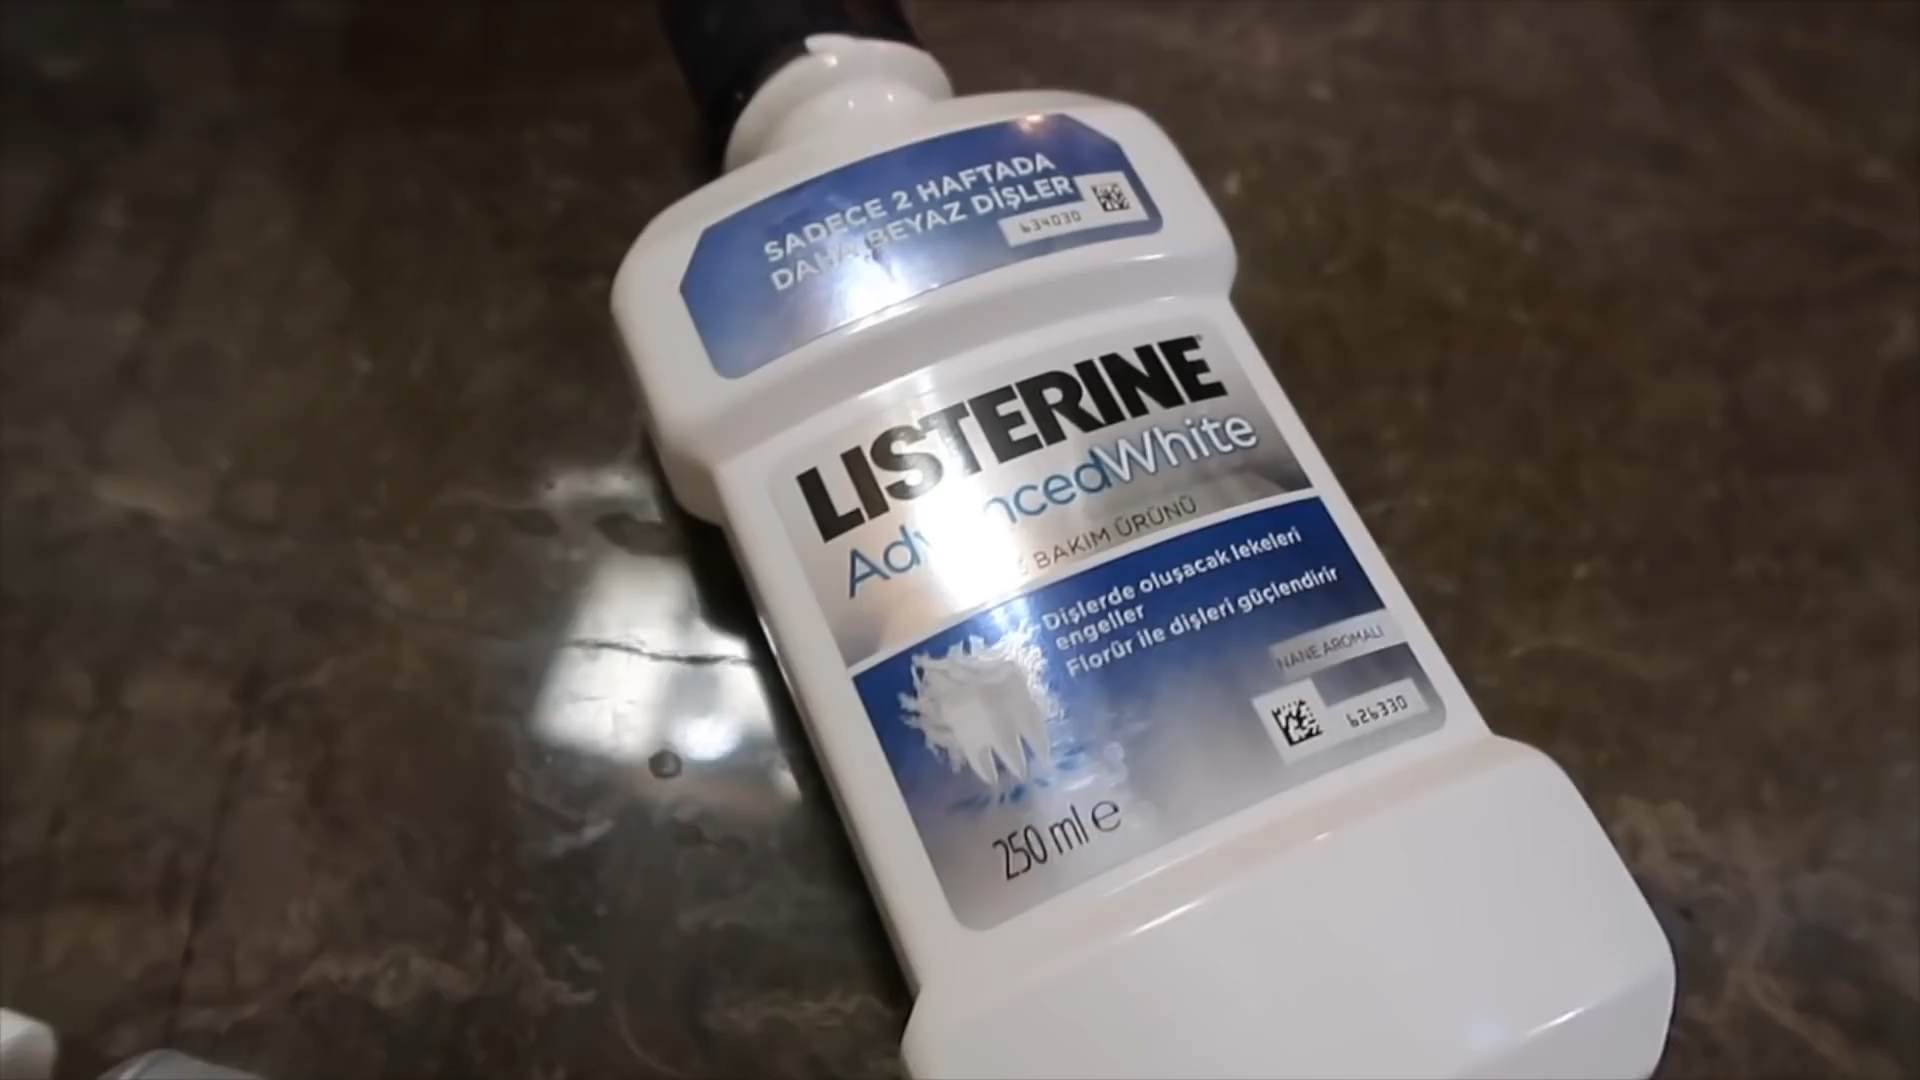 SADECE 2 HAFTADA
DAHA BEYAZ DİŞLER
634030
LISTERINE
AdvancedWhite
BAKIM ÜRÜNÜ
Dişlerde oluşacak lekeleri
engeller
Florür ile dişleri güçlendirir
NANE AROMALI
626330
250 ml e